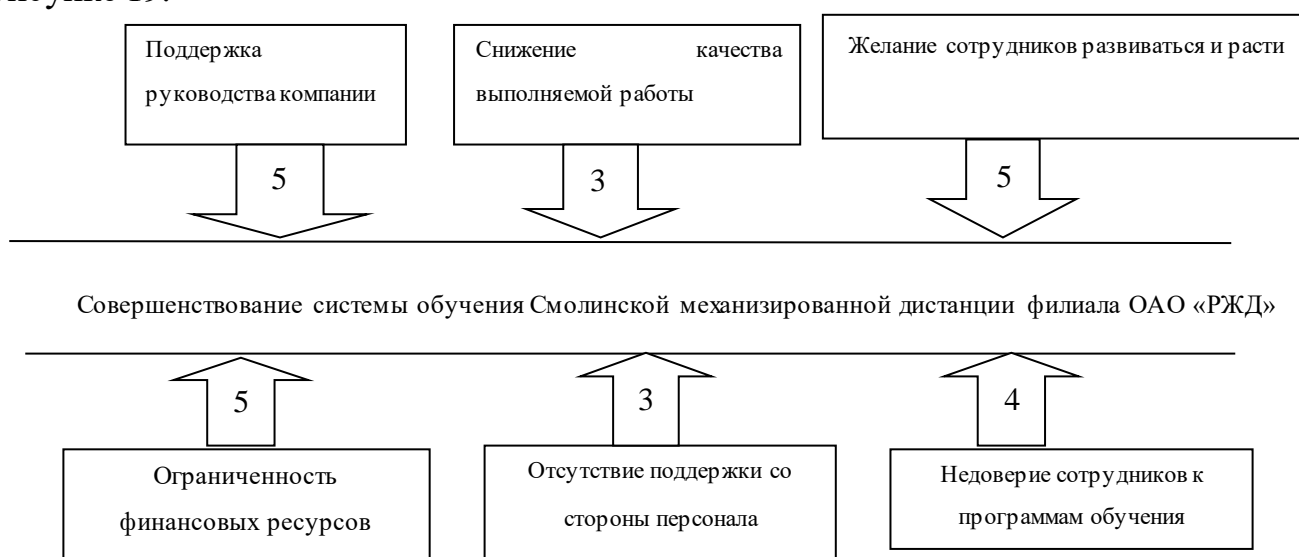 Поддержка
руководства компании
Снижение качества
выполняемой работы
Желание сотрудников развиваться и расти
5
3
5
Совершенствование системы обучения Смолинской механизированной дистанции филиала ОАО «РЖД»
5
3
4
Ограниченность
финансовых ресурсов
Отсутствие поддержки со
стороны персонала
Недоверие сотрудников к
программам обучения